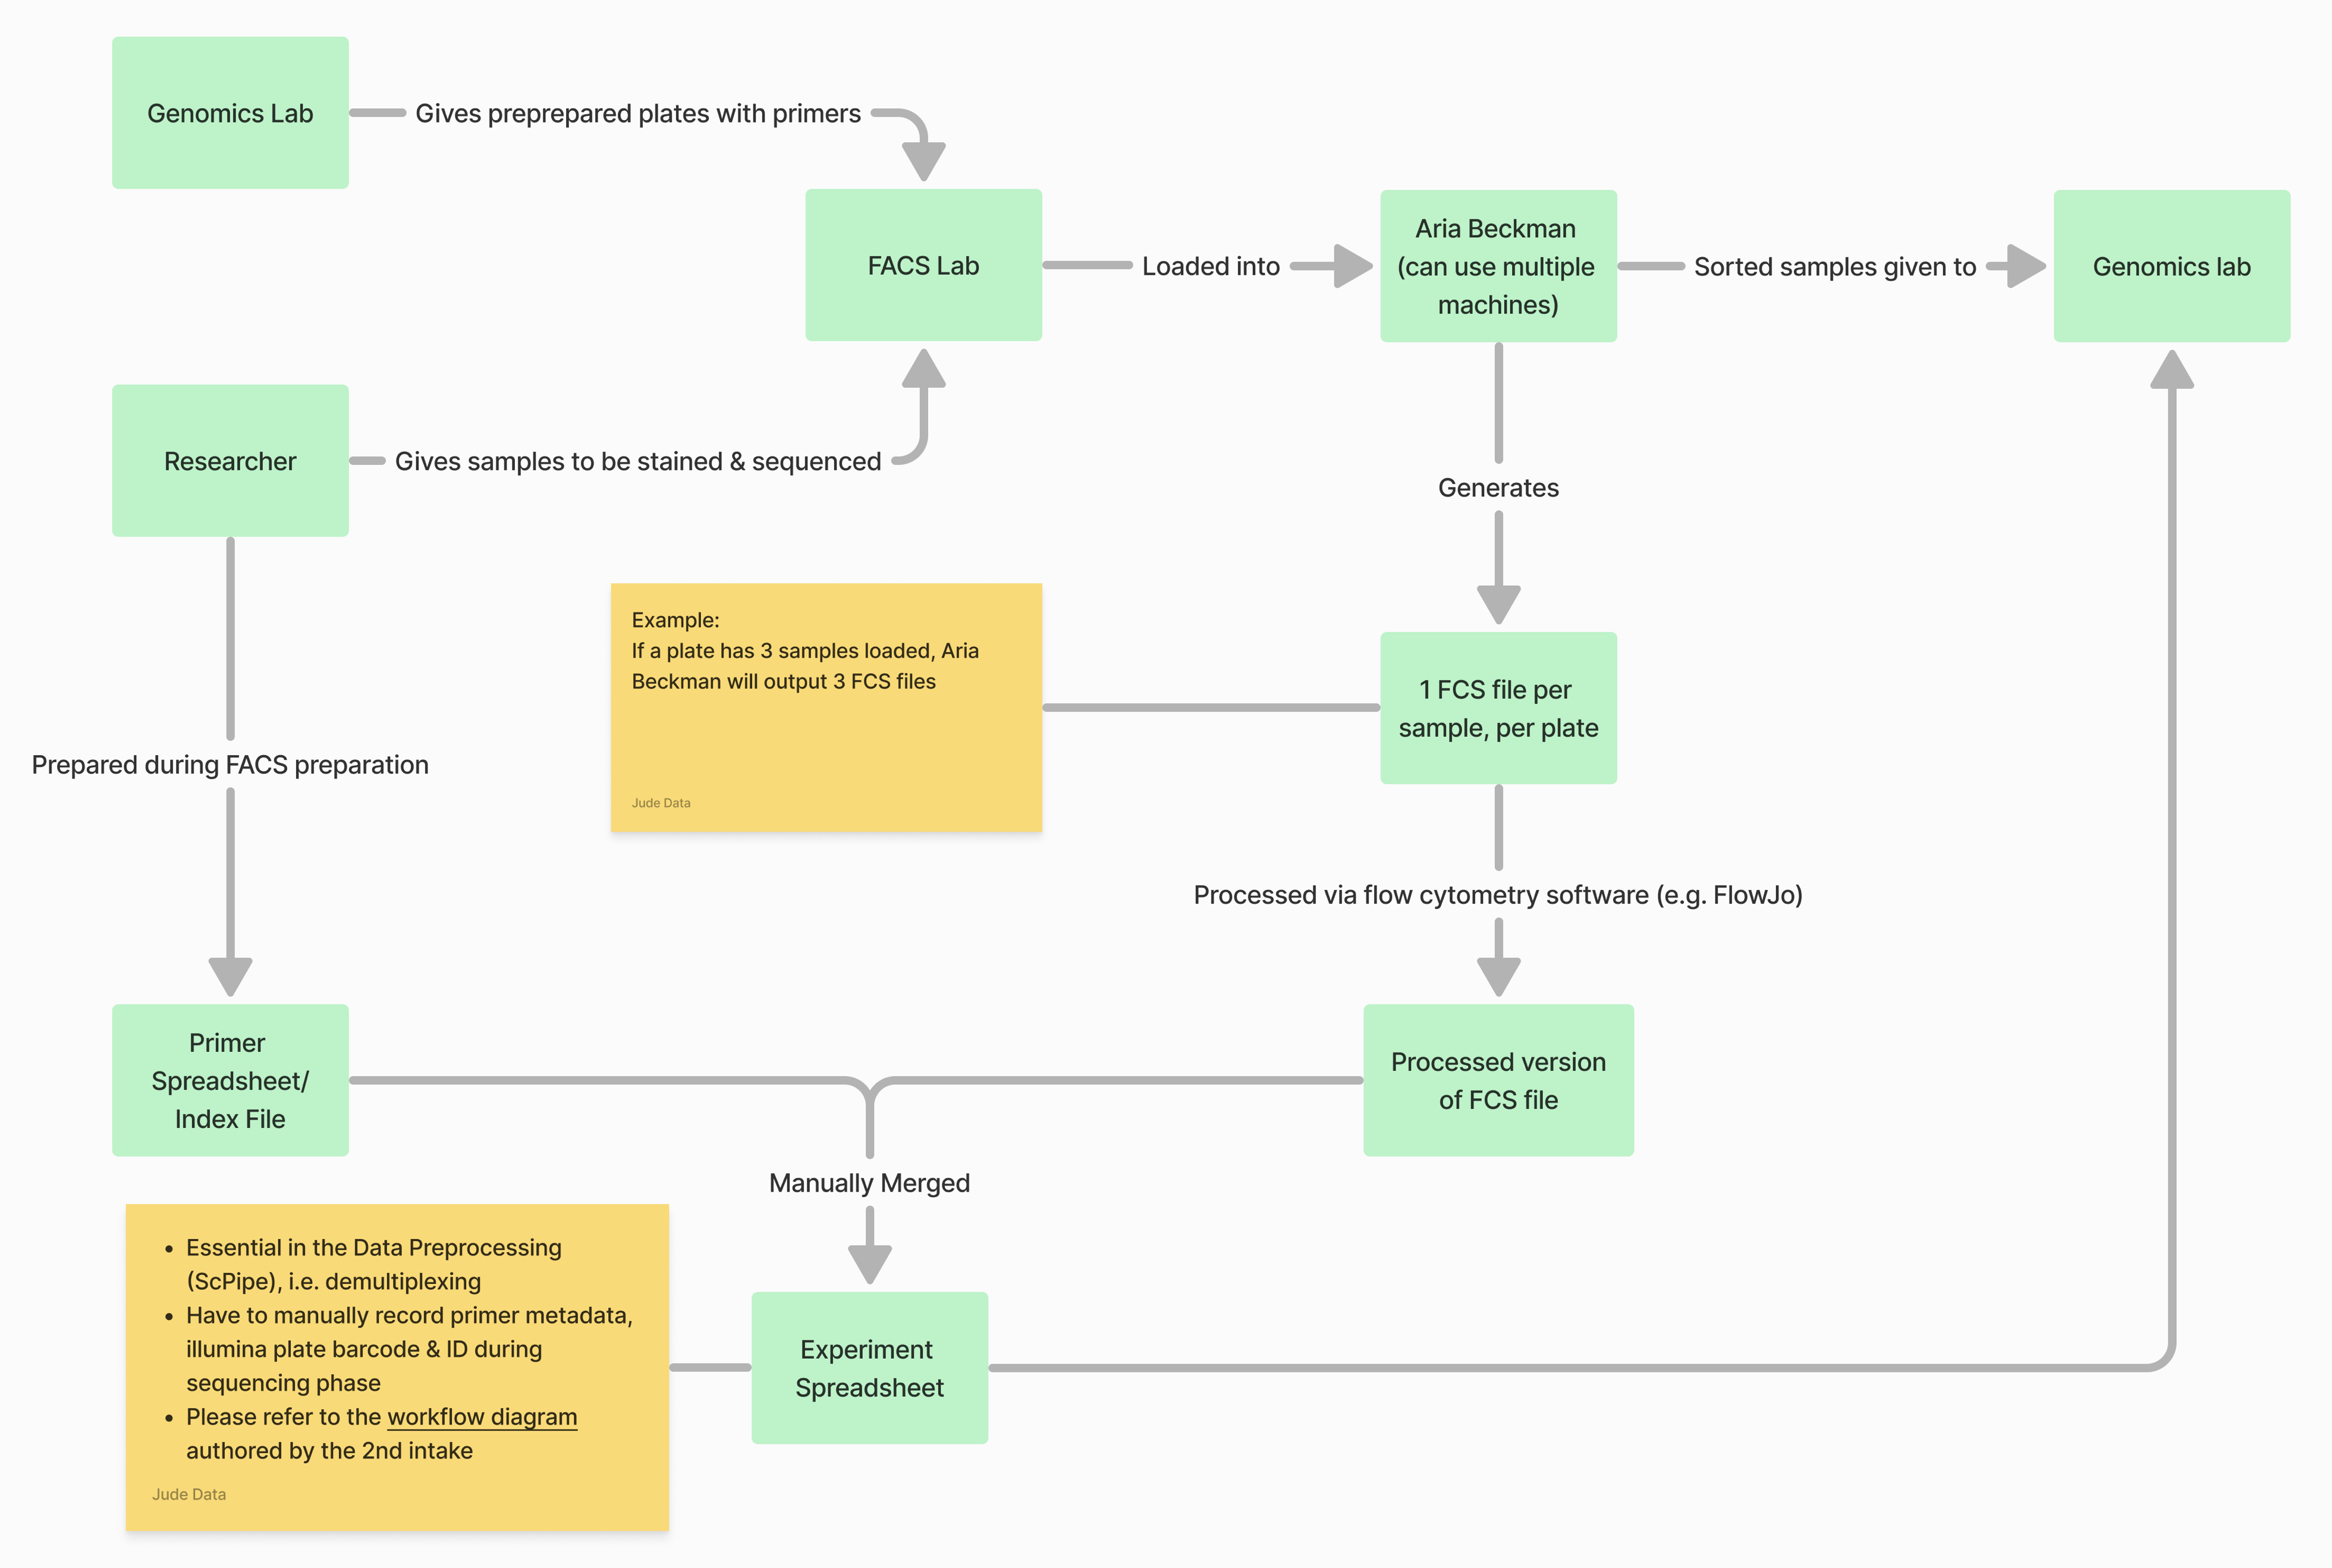 Genomics Lab
Gives preprepared plates with primers
FACS Lab
Loaded into
Aria Beckman
(can use multiple
machines)
Sorted samples given to
Genomics lab
Researcher
Gives samples to be stained & sequenced
Generates
Example:
If a plate has 3 samples loaded, Aria
Beckman will output 3 FCS files
Jude Data
1 FCS file per
sample, per plate
Prepared during FACS preparation
Processed via flow cytometry software (e.g. FlowJo)
Primer
Spreadsheet/
Index File
Processed version
of FCS file
Manually Merged
• Essential in the Data Preprocessing
(ScPipe), i.e. demultiplexing
• Have to manually record primer metadata,
illumina plate barcode & ID during
sequencing phase
• Please refer to the workflow diagram
authored by the 2nd intake
Jude Data
Experiment
Spreadsheet